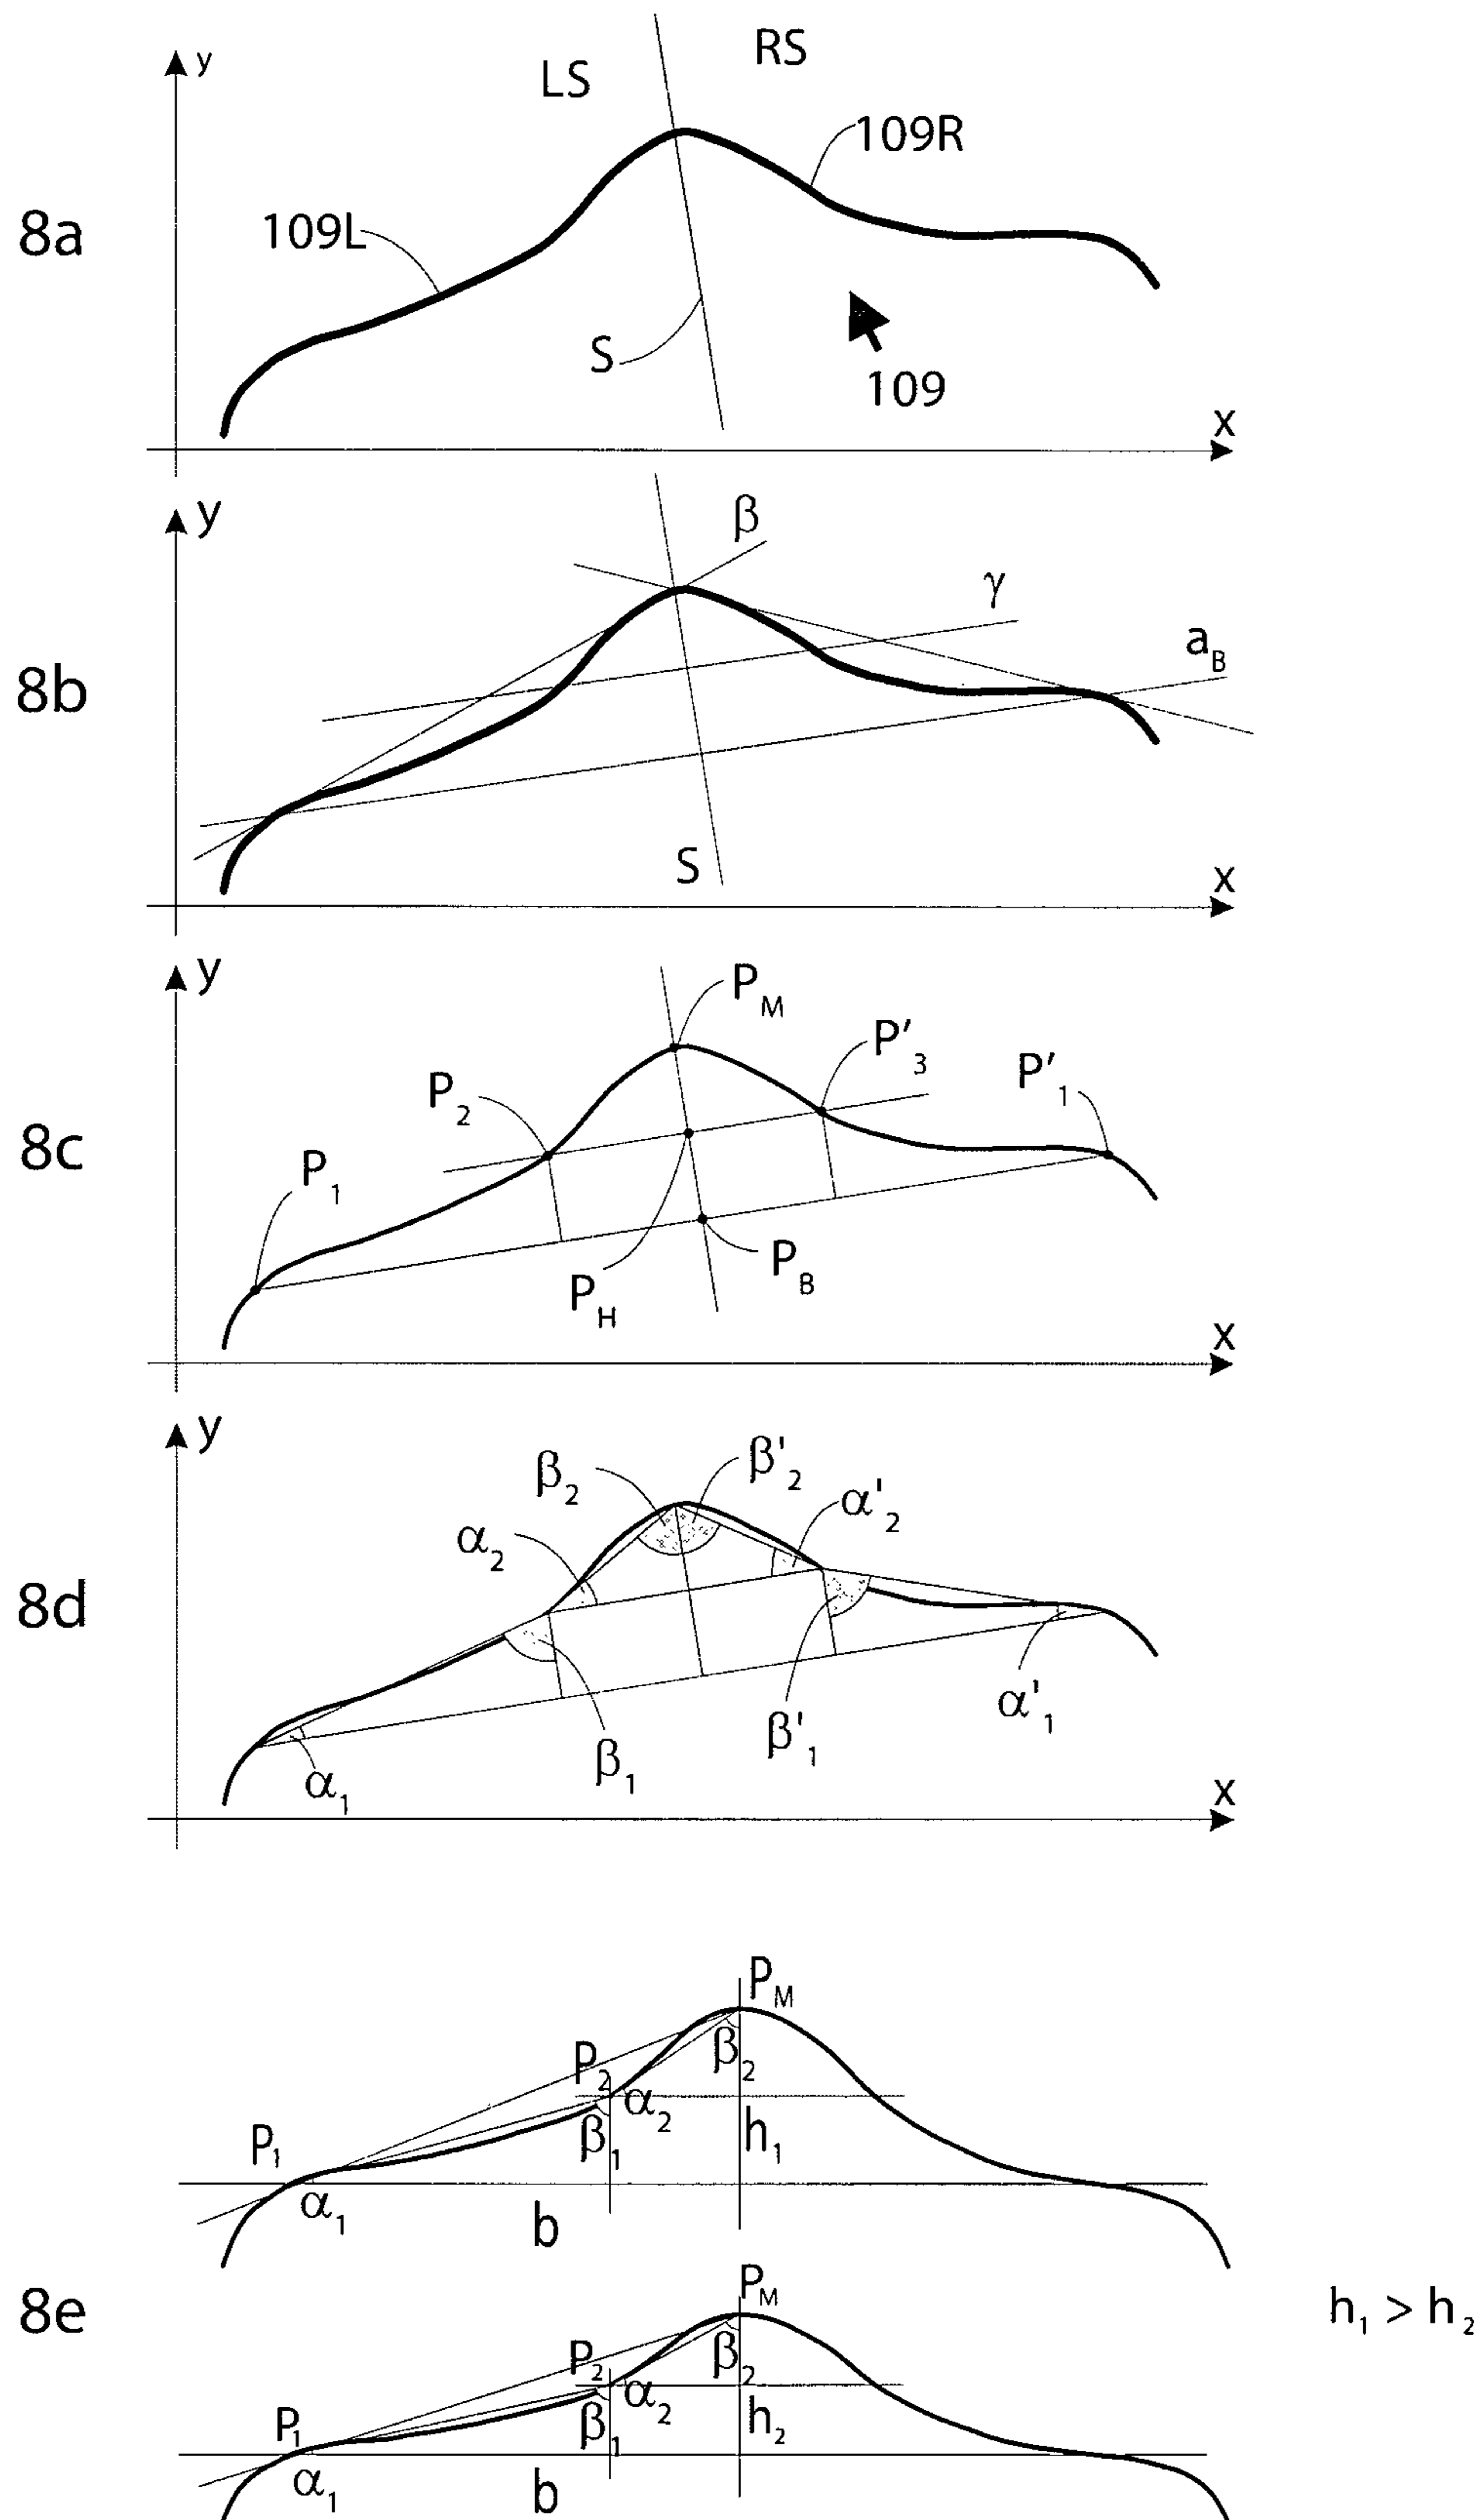 8a
y
LS
RS
109R
109L
S
109
x
8b
y
β
γ
a_B
S
x
8c
y
P_M
P'_3
P_2
P'_1
P_1
P_H
P_B
x
8d
y
β_2
β'_2
α_2
α'_2
β_1
β'_1
α'_1
α_1
x
8e
P_M
β_2
P_2
α_2
β_1
h_1
P_1
α_1
b
P_M
β_2
P_2
α_2
β_1
h_2
P_1
α_1
b
h_1 > h_2